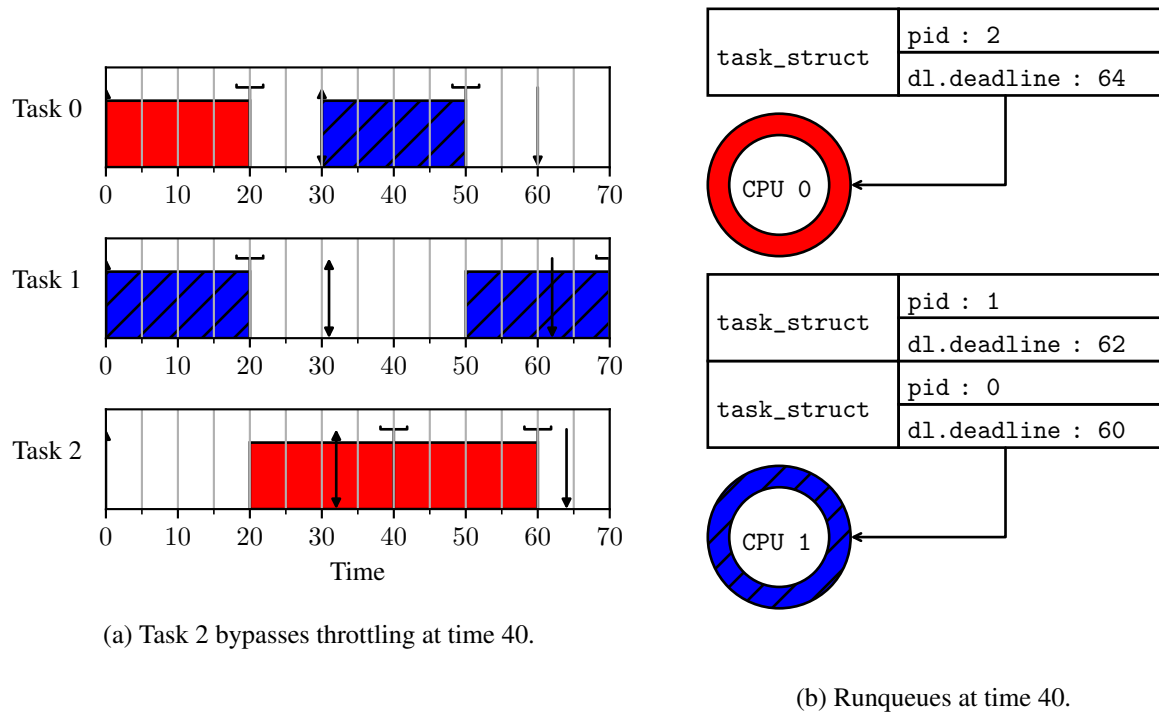 Task 0
0 10 20 30 40 50 60 70
Task 1
0 10 20 30 40 50 60 70
Task 2
0 10 20 30 40 50 60 70
Time
(a) Task 2 bypasses throttling at time 40.
task_struct
pid : 2
dl.deadline : 64
CPU 0
task_struct
pid : 1
dl.deadline : 62
task_struct
pid : 0
dl.deadline : 60
CPU 1
(b) Runqueues at time 40.